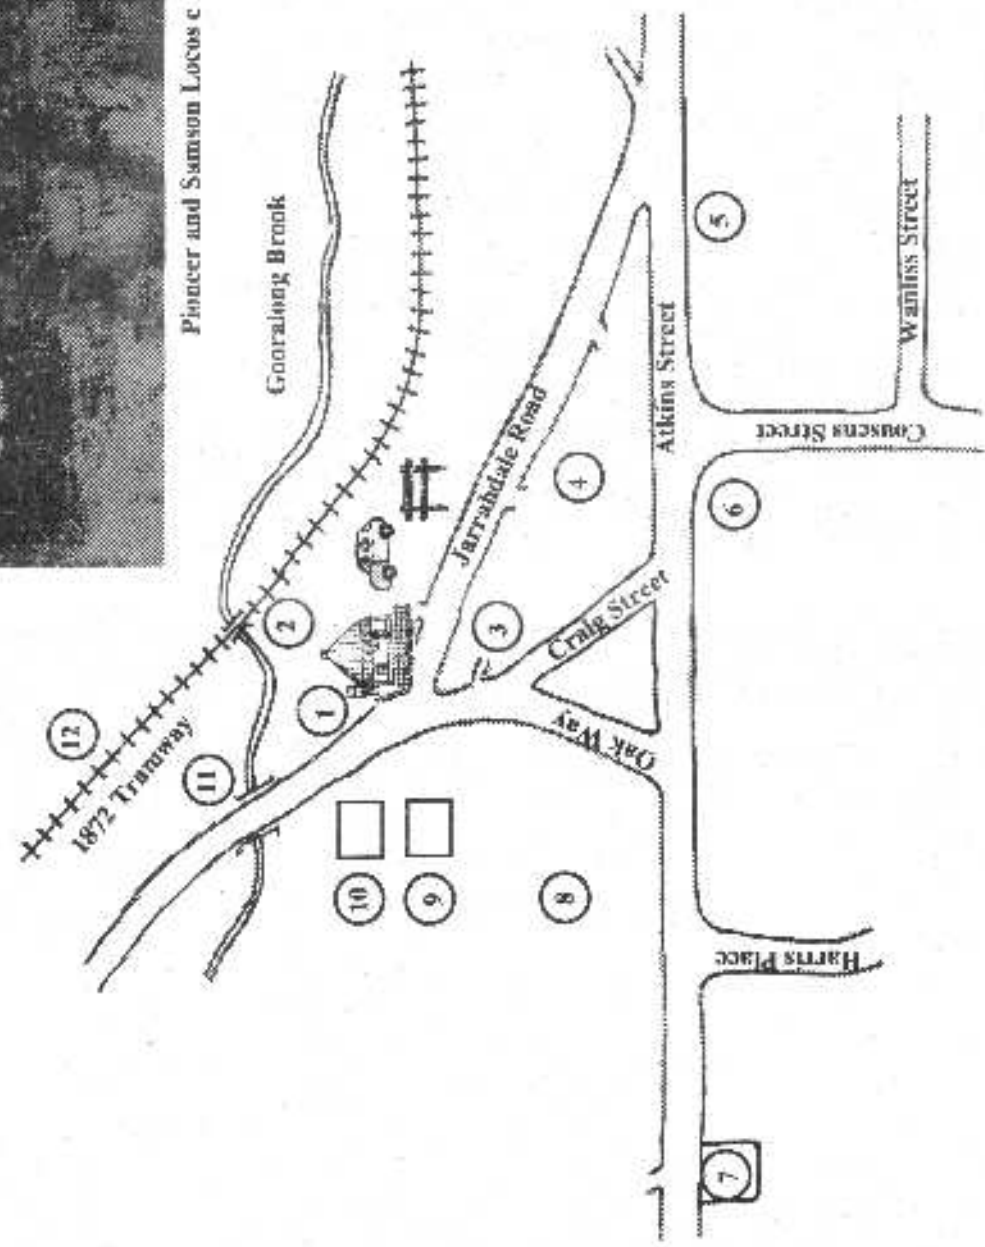 Pioneer and Samson Locos c
Gooralong Brook
12
1872 Tramway
11
2
1
10
9
8
3
4
Jarrahdale Road
Craig Street
Oak Way
Atkins Street
5
6
7
Cousens Street
Wanliss Street
Harris Place